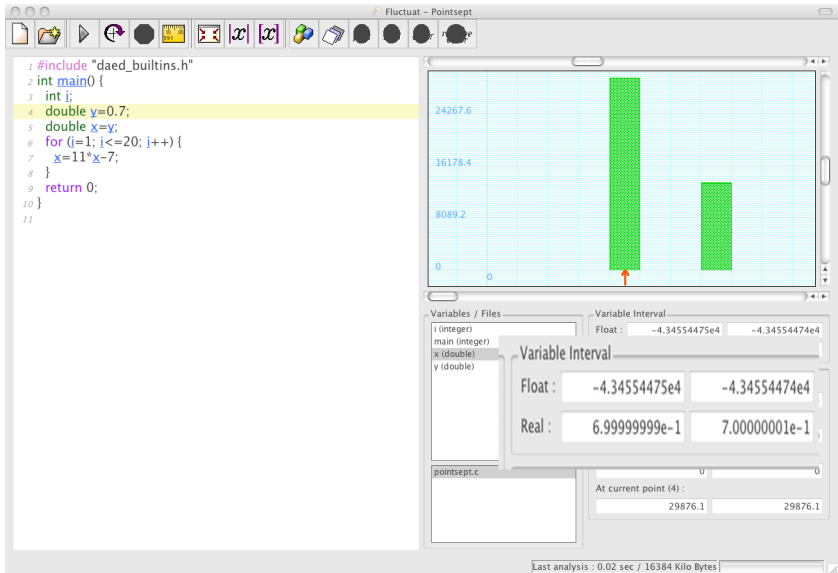 Fluctuat - Pointsept
|x| [x]
1 #include "daed_builtins.h"
2 int main() {
3 int i;
4 double y=0.7;
5 double x=y;
6 for (i=1; i<=20; i++) {
7 x=11*x-7;
8 }
9 return 0;
10 }
11
24267.6
16178.4
8089.2
0
0
Variables / Files
i (integer)
main (integer)
x (double)
y (double)
pointsept.c
Variable Interval
Float : -4.34554475e4 -4.34554474e4
Variable Interval
Float : -4.34554475e4 -4.34554474e4
Real : 6.99999999e-1 7.00000001e-1
0 0
At current point (4) :
29876.1 29876.1
Last analysis : 0.02 sec / 16384 Kilo Bytes